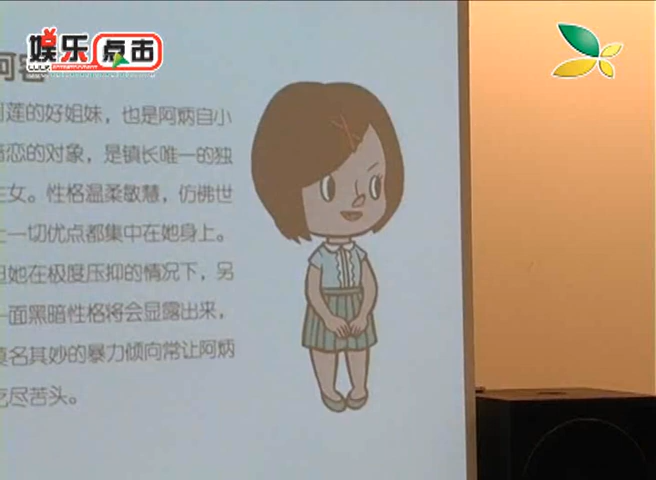 娱乐点击
阿
莲的好姐妹，也是阿炳自小
恋的对象，是镇长唯一的独
生女。性格温柔敏慧，仿佛世
上一切优点都集中在她身上。
但她在极度压抑的情况下，另
一面黑暗性格将会显露出来，
莫名其妙的暴力倾向常让阿炳
吃尽苦头。